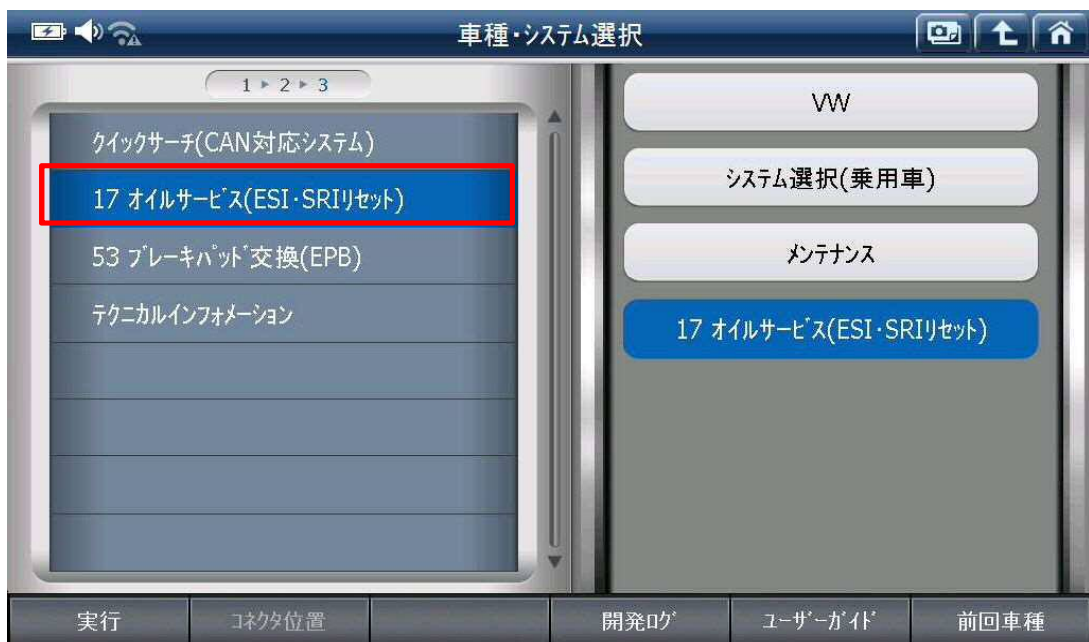 車種・システム選択
1 ▶ 2 ▶ 3
クイックサーチ(CAN対応システム)
17 オイルサービス(ESI·SRIリセット)
53 ブレーキパッド交換(EPB)
テクニカルインフォメーション
VW
システム選択(乗用車)
メンテナンス
17 オイルサービス(ESI·SRIリセット)
実行
コネクタ位置
開発ログ
ユーザーガイド
前回車種